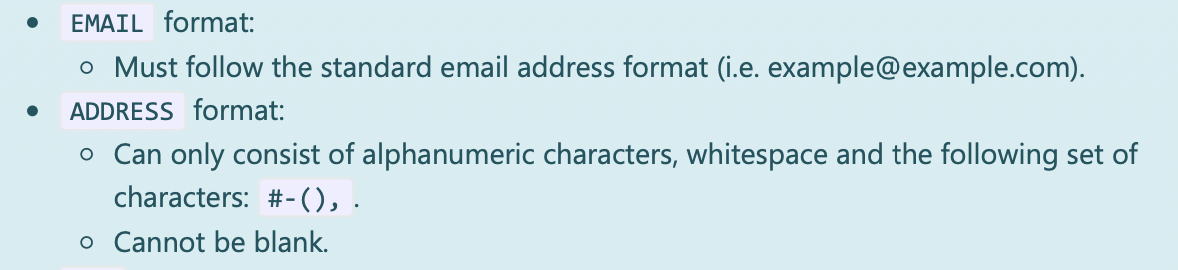 • EMAIL format:
◦ Must follow the standard email address format (i.e. example@example.com).
• ADDRESS format:
◦ Can only consist of alphanumeric characters, whitespace and the following set of
characters: #-(), .
◦ Cannot be blank.